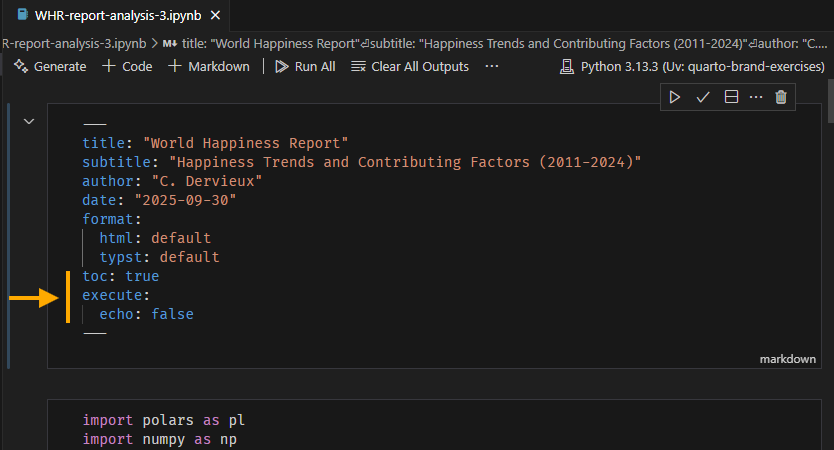 WHR-report-analysis-3.ipynb
R-report-analysis-3.ipynb > M↓ title: "World Happiness Report"⏎subtitle: "Happiness Trends and Contributing Factors (2011-2024)"⏎author: "C....
Generate + Code + Markdown | Run All Clear All Outputs ··· Python 3.13.3 (Uv: quarto-brand-exercises)
---
title: "World Happiness Report"
subtitle: "Happiness Trends and Contributing Factors (2011-2024)"
author: "C. Dervieux"
date: "2025-09-30"
format:
  html: default
  typst: default
toc: true
execute:
  echo: false
---
markdown
import polars as pl
import numpy as np